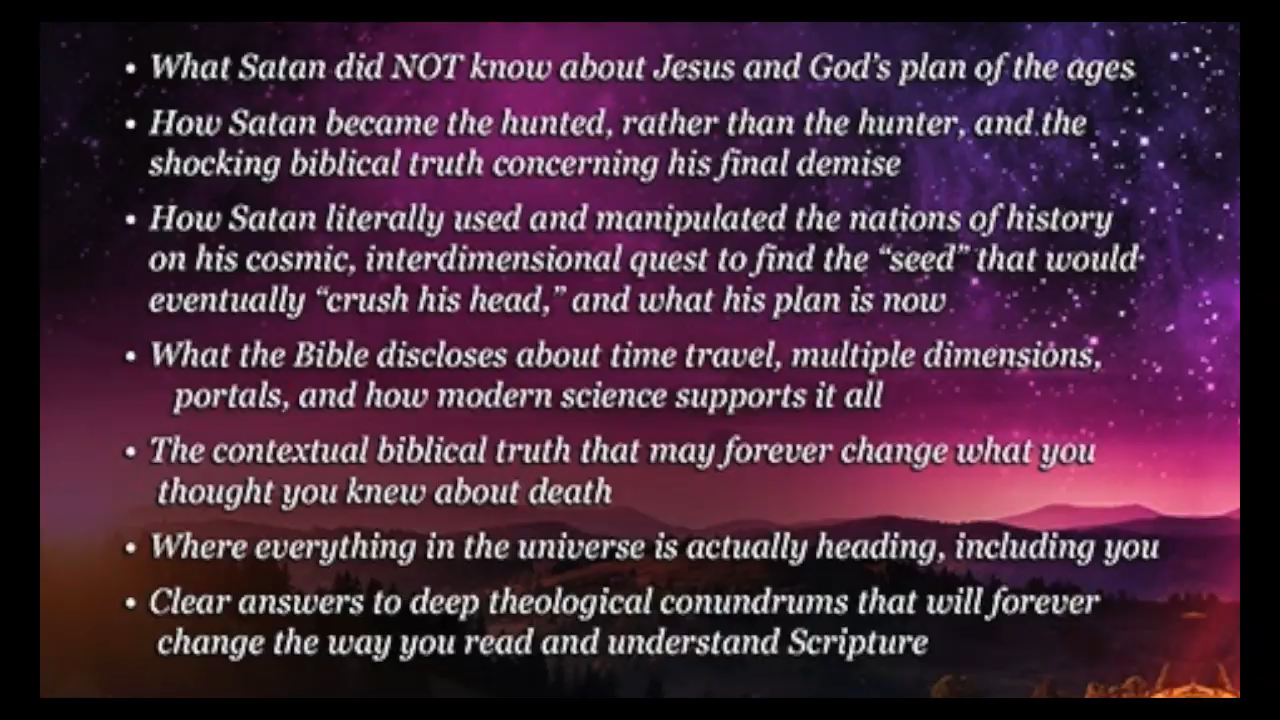 • What Satan did NOT know about Jesus and God's plan of the ages
• How Satan became the hunted, rather than the hunter, and the
shocking biblical truth concerning his final demise
• How Satan literally used and manipulated the nations of history
on his cosmic, interdimensional quest to find the “seed” that would
eventually “crush his head,” and what his plan is now
• What the Bible discloses about time travel, multiple dimensions,
portals, and how modern science supports it all
• The contextual biblical truth that may forever change what you
thought you knew about death
• Where everything in the universe is actually heading, including you
• Clear answers to deep theological conundrums that will forever
change the way you read and understand Scripture